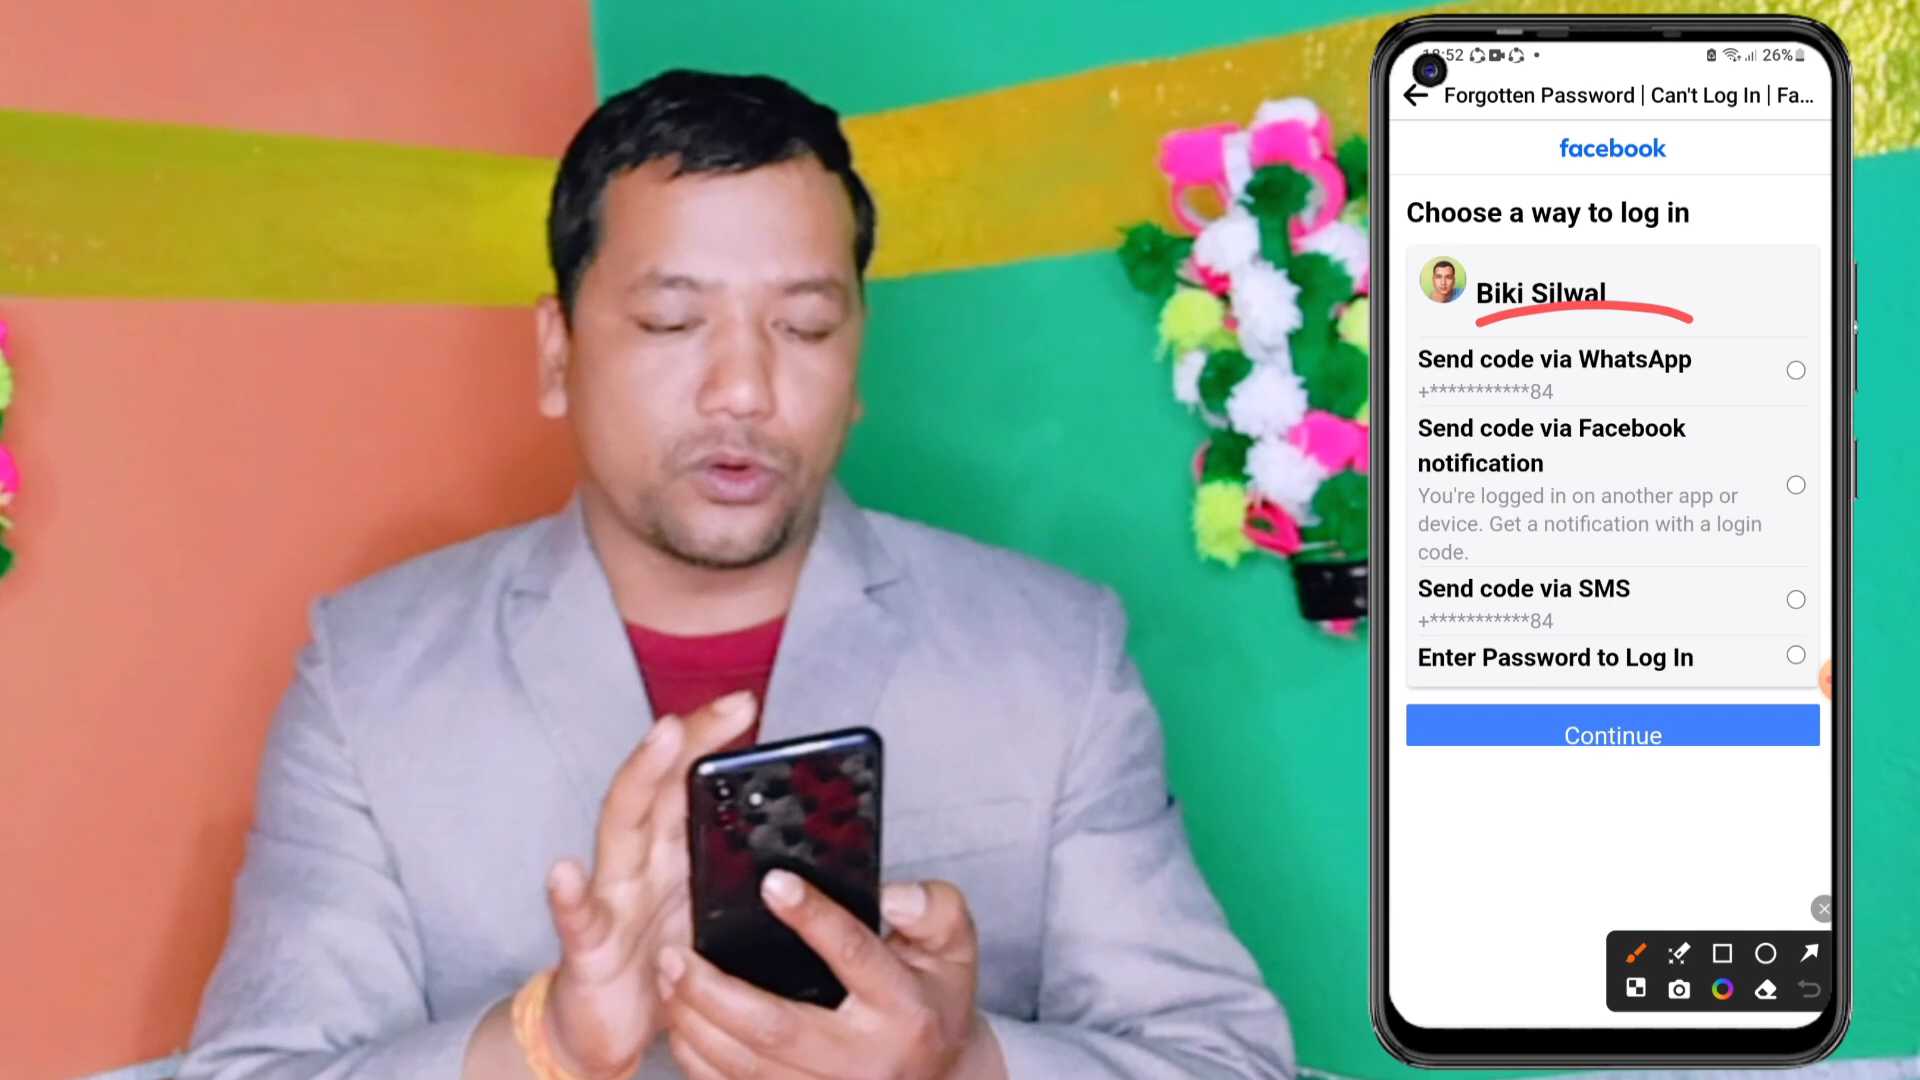 :52 26%
Forgotten Password | Can't Log In | Fa...
facebook
Choose a way to log in
Biki Silwal
Send code via WhatsApp
+***********84
Send code via Facebook
notification
You're logged in on another app or
device. Get a notification with a login
code.
Send code via SMS
+***********84
Enter Password to Log In
Continue